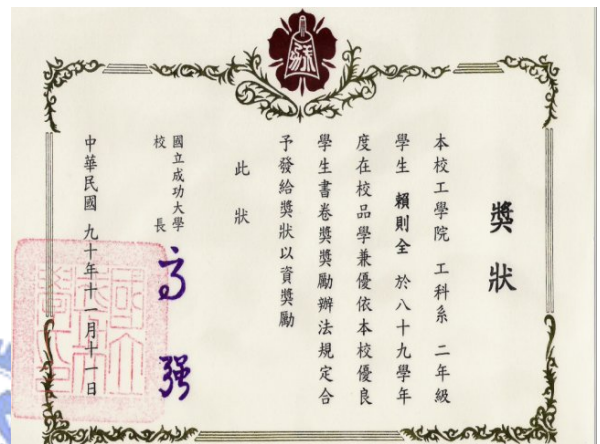 獎狀
本校工學院 工科系 二年級
學生 賴則全 於八十九學年
度在校品學兼優依本校優良
學生書卷獎獎勵辦法規定合
予發給獎狀以資獎勵
此狀
國立成功大學
校長 高強
中華民國 九十年十一月十一日